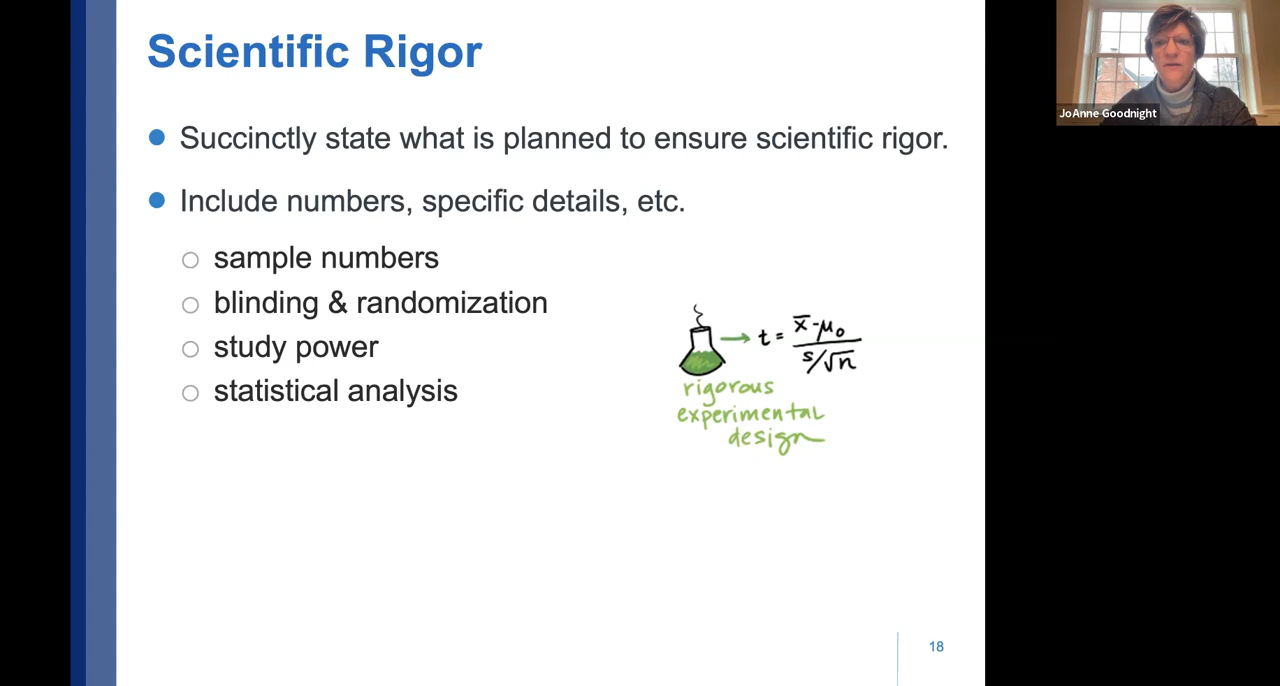 Scientific Rigor
Succinctly state what is planned to ensure scientific rigor.
Include numbers, specific details, etc.
sample numbers
blinding & randomization
study power
statistical analysis
t = x̄-μ₀
s/√n
rigorous
experimental
design
18
JoAnne Goodnight